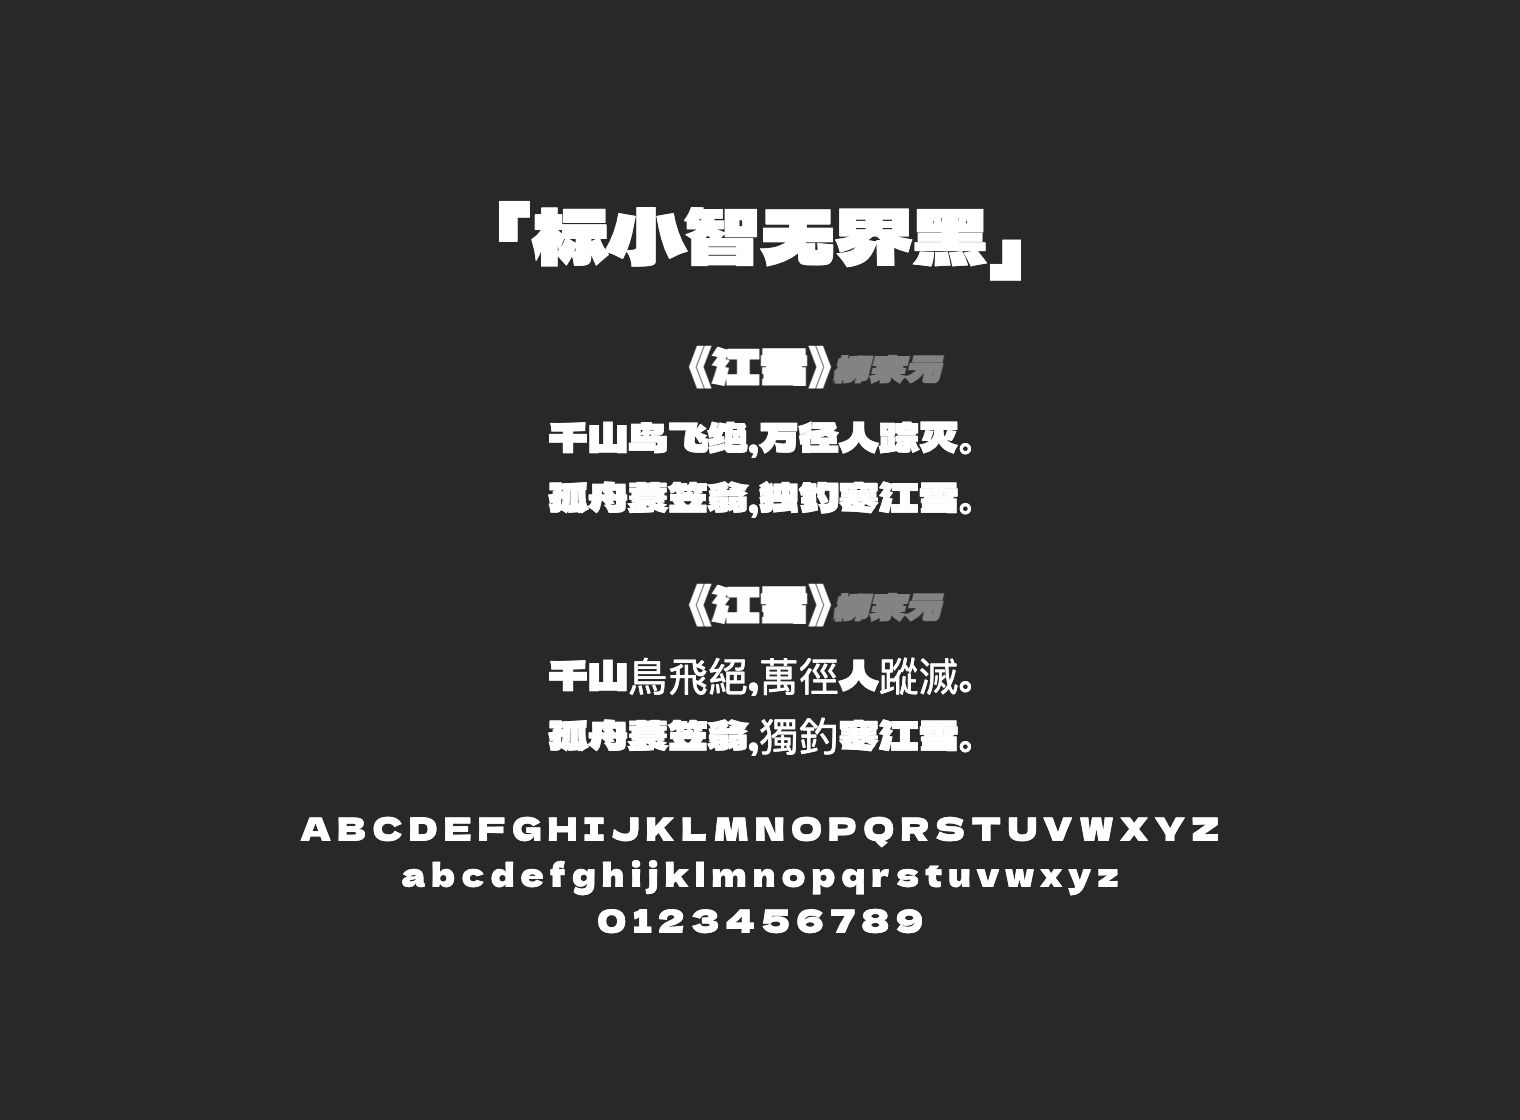 「标小智无界黑」
《江雪》柳宗元
千山鸟飞绝,万径人踪灭。
孤舟蓑笠翁,独钓寒江雪。
《江雪》柳宗元
千山鳥飛絕,萬徑人蹤滅。
孤舟蓑笠翁,獨釣寒江雪。
ABCDEFGHIJKLMNOPQRSTUVWXYZ
abcdefghijklmnopqrstuvwxyz
0123456789